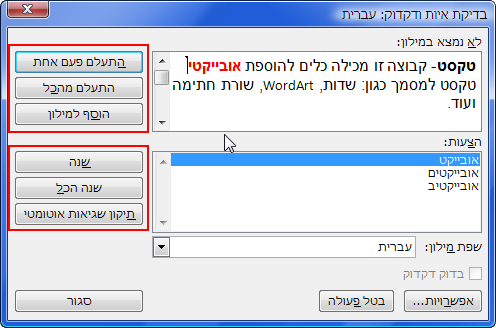 בדיקת איות ודקדוק: עברית
לא נמצא במילון:
טקסט- קבוצה זו מכילה כלים להוספת אובייקטי
טקסט למסמך כגון: שדות, WordArt, שורת חתימה
ועוד.
התעלם פעם אחת
התעלם מהכל
הוסף למילון
הצעות:
אובייקט
אובייקטים
אובייקטיב
שנה
שנה הכל
תיקון שגיאות אוטומטי
שפת מילון: עברית
בדוק דקדוק
אפשרויות...
בטל פעולה
סגור